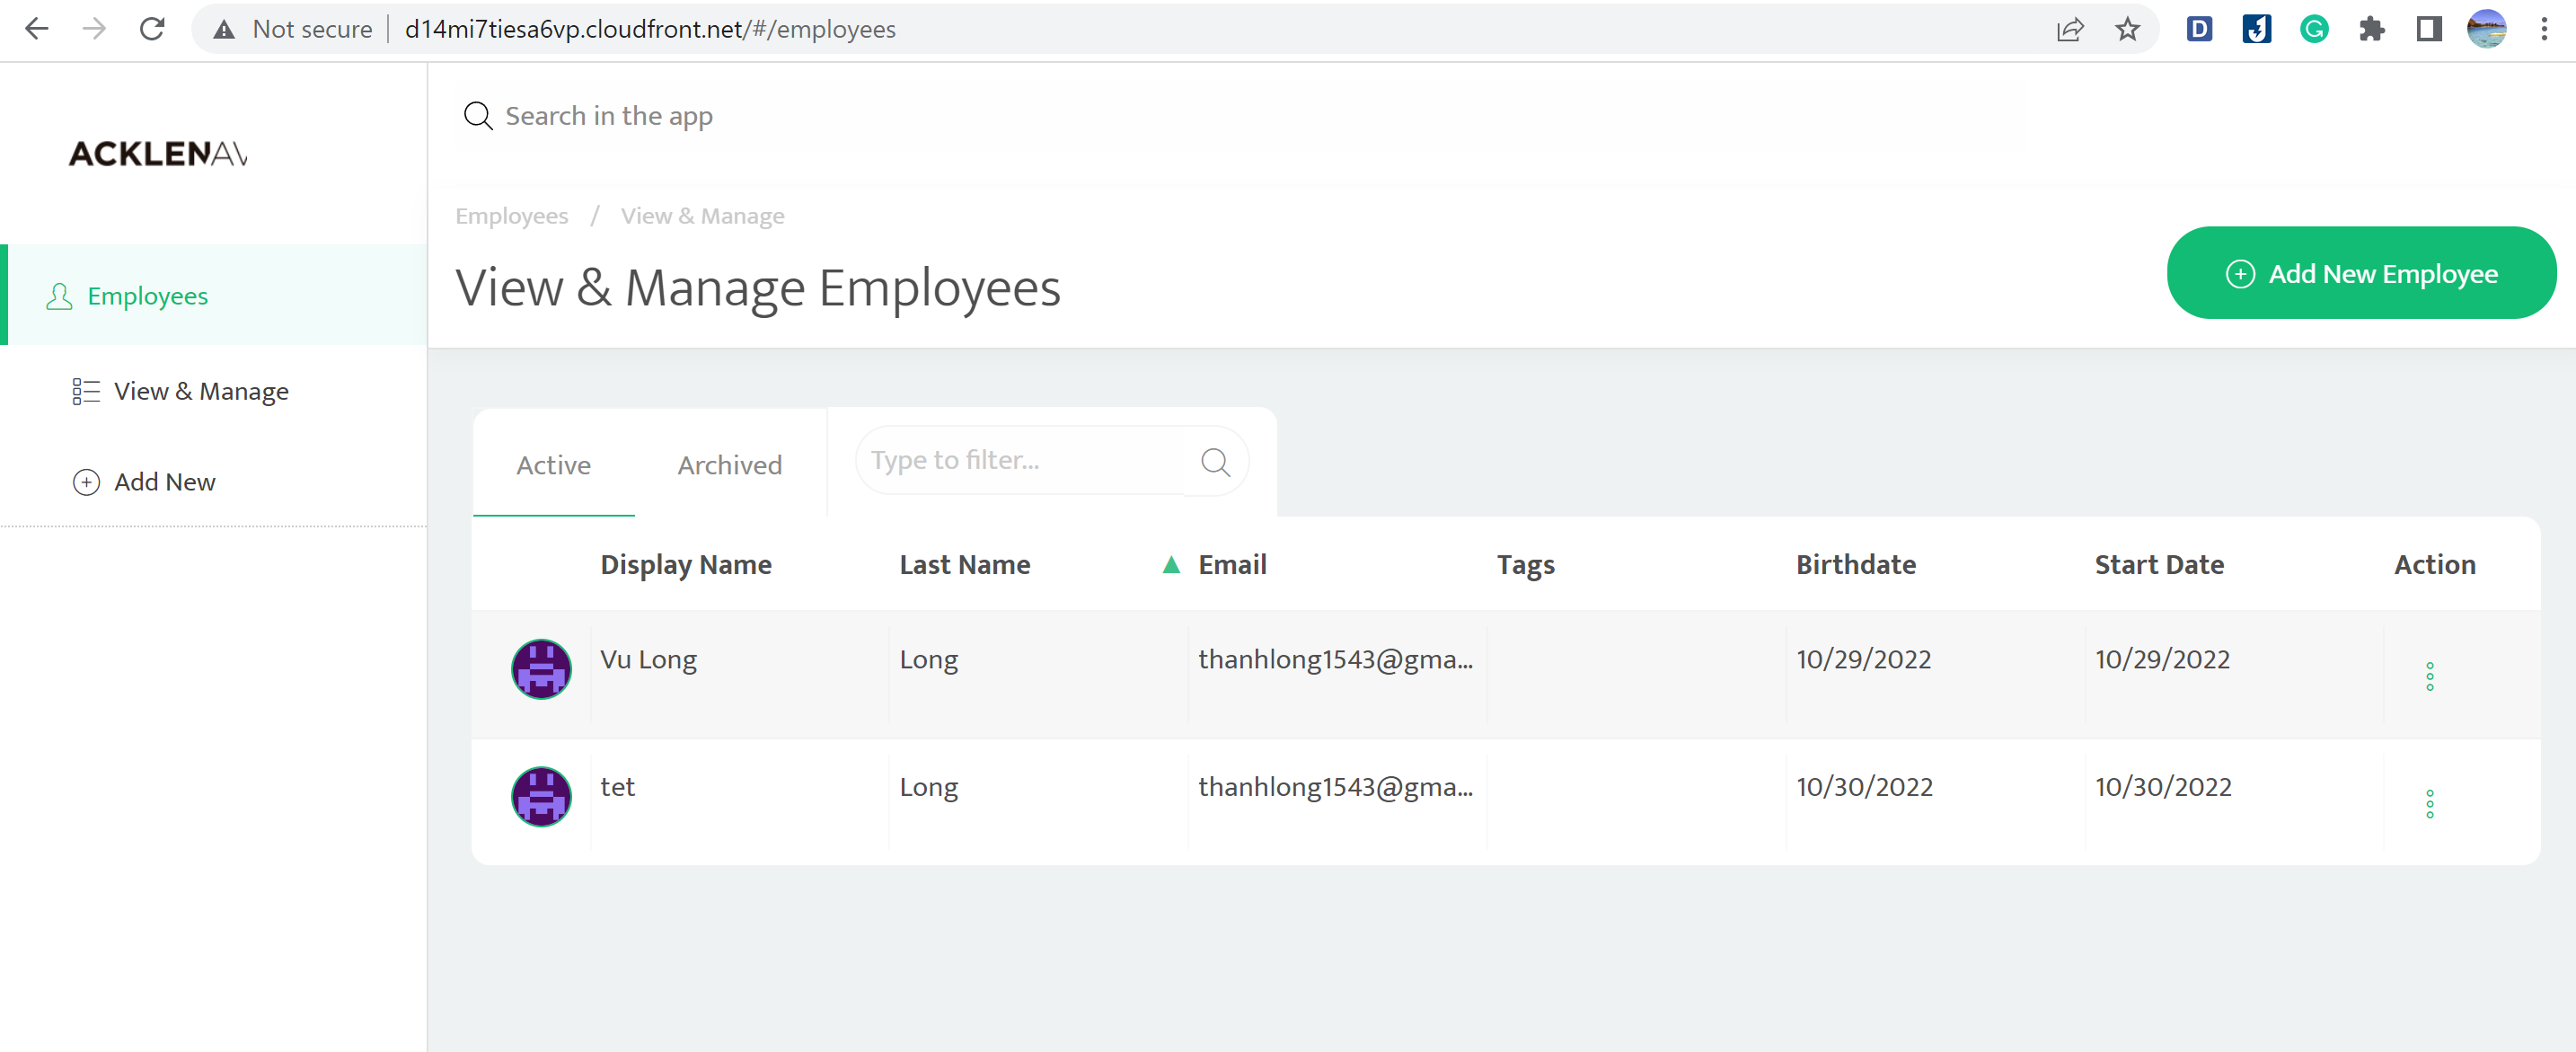 Not secure d14mi7tiesa6vp.cloudfront.net/#/employees
Search in the app
ACKLENAV
Employees / View & Manage
View & Manage Employees
Add New Employee
Employees
View & Manage
Add New
Active Archived Type to filter...
Display Name Last Name Email Tags Birthdate Start Date Action
Vu Long Long thanhlong1543@gma... 10/29/2022 10/29/2022
tet Long thanhlong1543@gma... 10/30/2022 10/30/2022